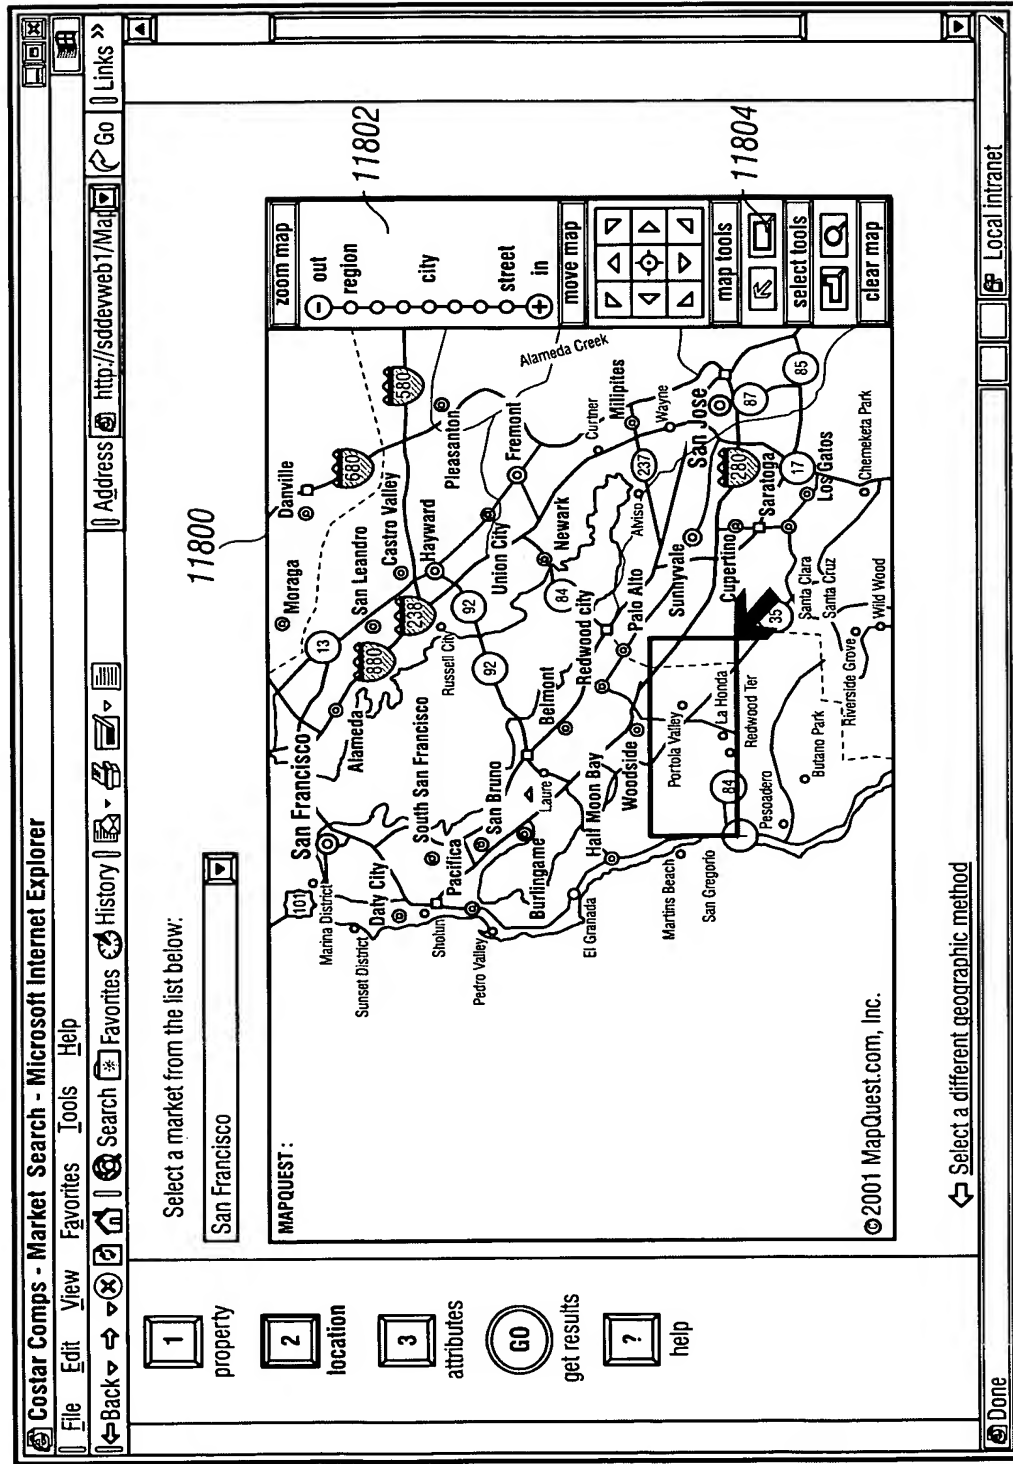 Costar Comps - Market Search - Microsoft Internet Explorer
File Edit View Favorites Tools Help
Back Search Favorites History Address http://sddevweb1/Map Go Links »
1
property
2
location
3
attributes
GO
get results
?
help
Select a market from the list below:
San Francisco
11800
MAPQUEST:
101
Marina District
San Francisco
Sunset District
Daly City
Sholun
Pacifica
Pedro Valley
South San Francisco
San Bruno
Burlingame
Laure
El Granada
Half Moon Bay
Belmont
Redwood city
Woodside
Martins Beach
San Gregorio
Portola Valley
La Honda
Redwood Ter
84
Pesoadero
Butano Park
Riverside Grove
Wild Wood
Santa Clara
Santa Cruz
35
Moraga
Danville
13
Alameda
880
San Leandro
238
Castro Valley
Hayward
Russell City
92
92
680
580
Pleasanton
Union City
Fremont
Newark
84
Alameda Creek
Curtner
Milipites
Alviso
237
Wayne
Palo Alto
Sunnyvale
San Jose
Cupertino
280
87
85
Saratoga
17
Los Gatos
Chemeketa Park
©2001 MapQuest.com, Inc.
zoom map
out
region
city
street
in
11802
move map
map tools
11804
select tools
clear map
Select a different geographic method
Done
Local intranet